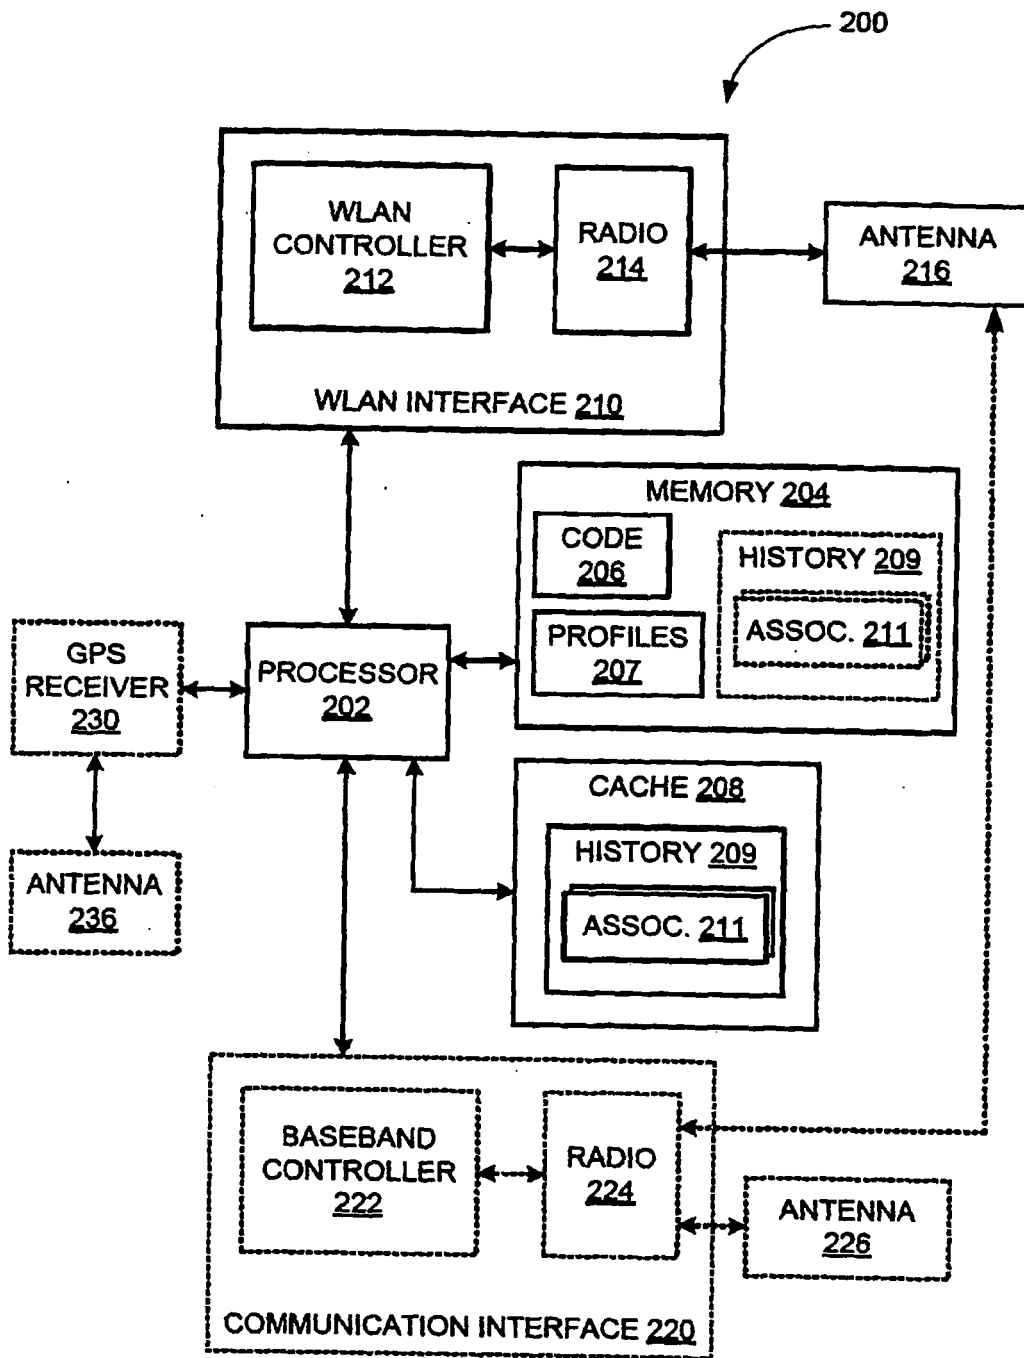 200
WLAN
CONTROLLER
212
RADIO
214
ANTENNA
216
WLAN INTERFACE 210
MEMORY 204
CODE
206
HISTORY 209
ASSOC. 211
PROFILES
207
GPS
RECEIVER
230
PROCESSOR
202
ANTENNA
236
CACHE 208
HISTORY 209
ASSOC. 211
BASEBAND
CONTROLLER
222
RADIO
224
ANTENNA
226
COMMUNICATION INTERFACE 220